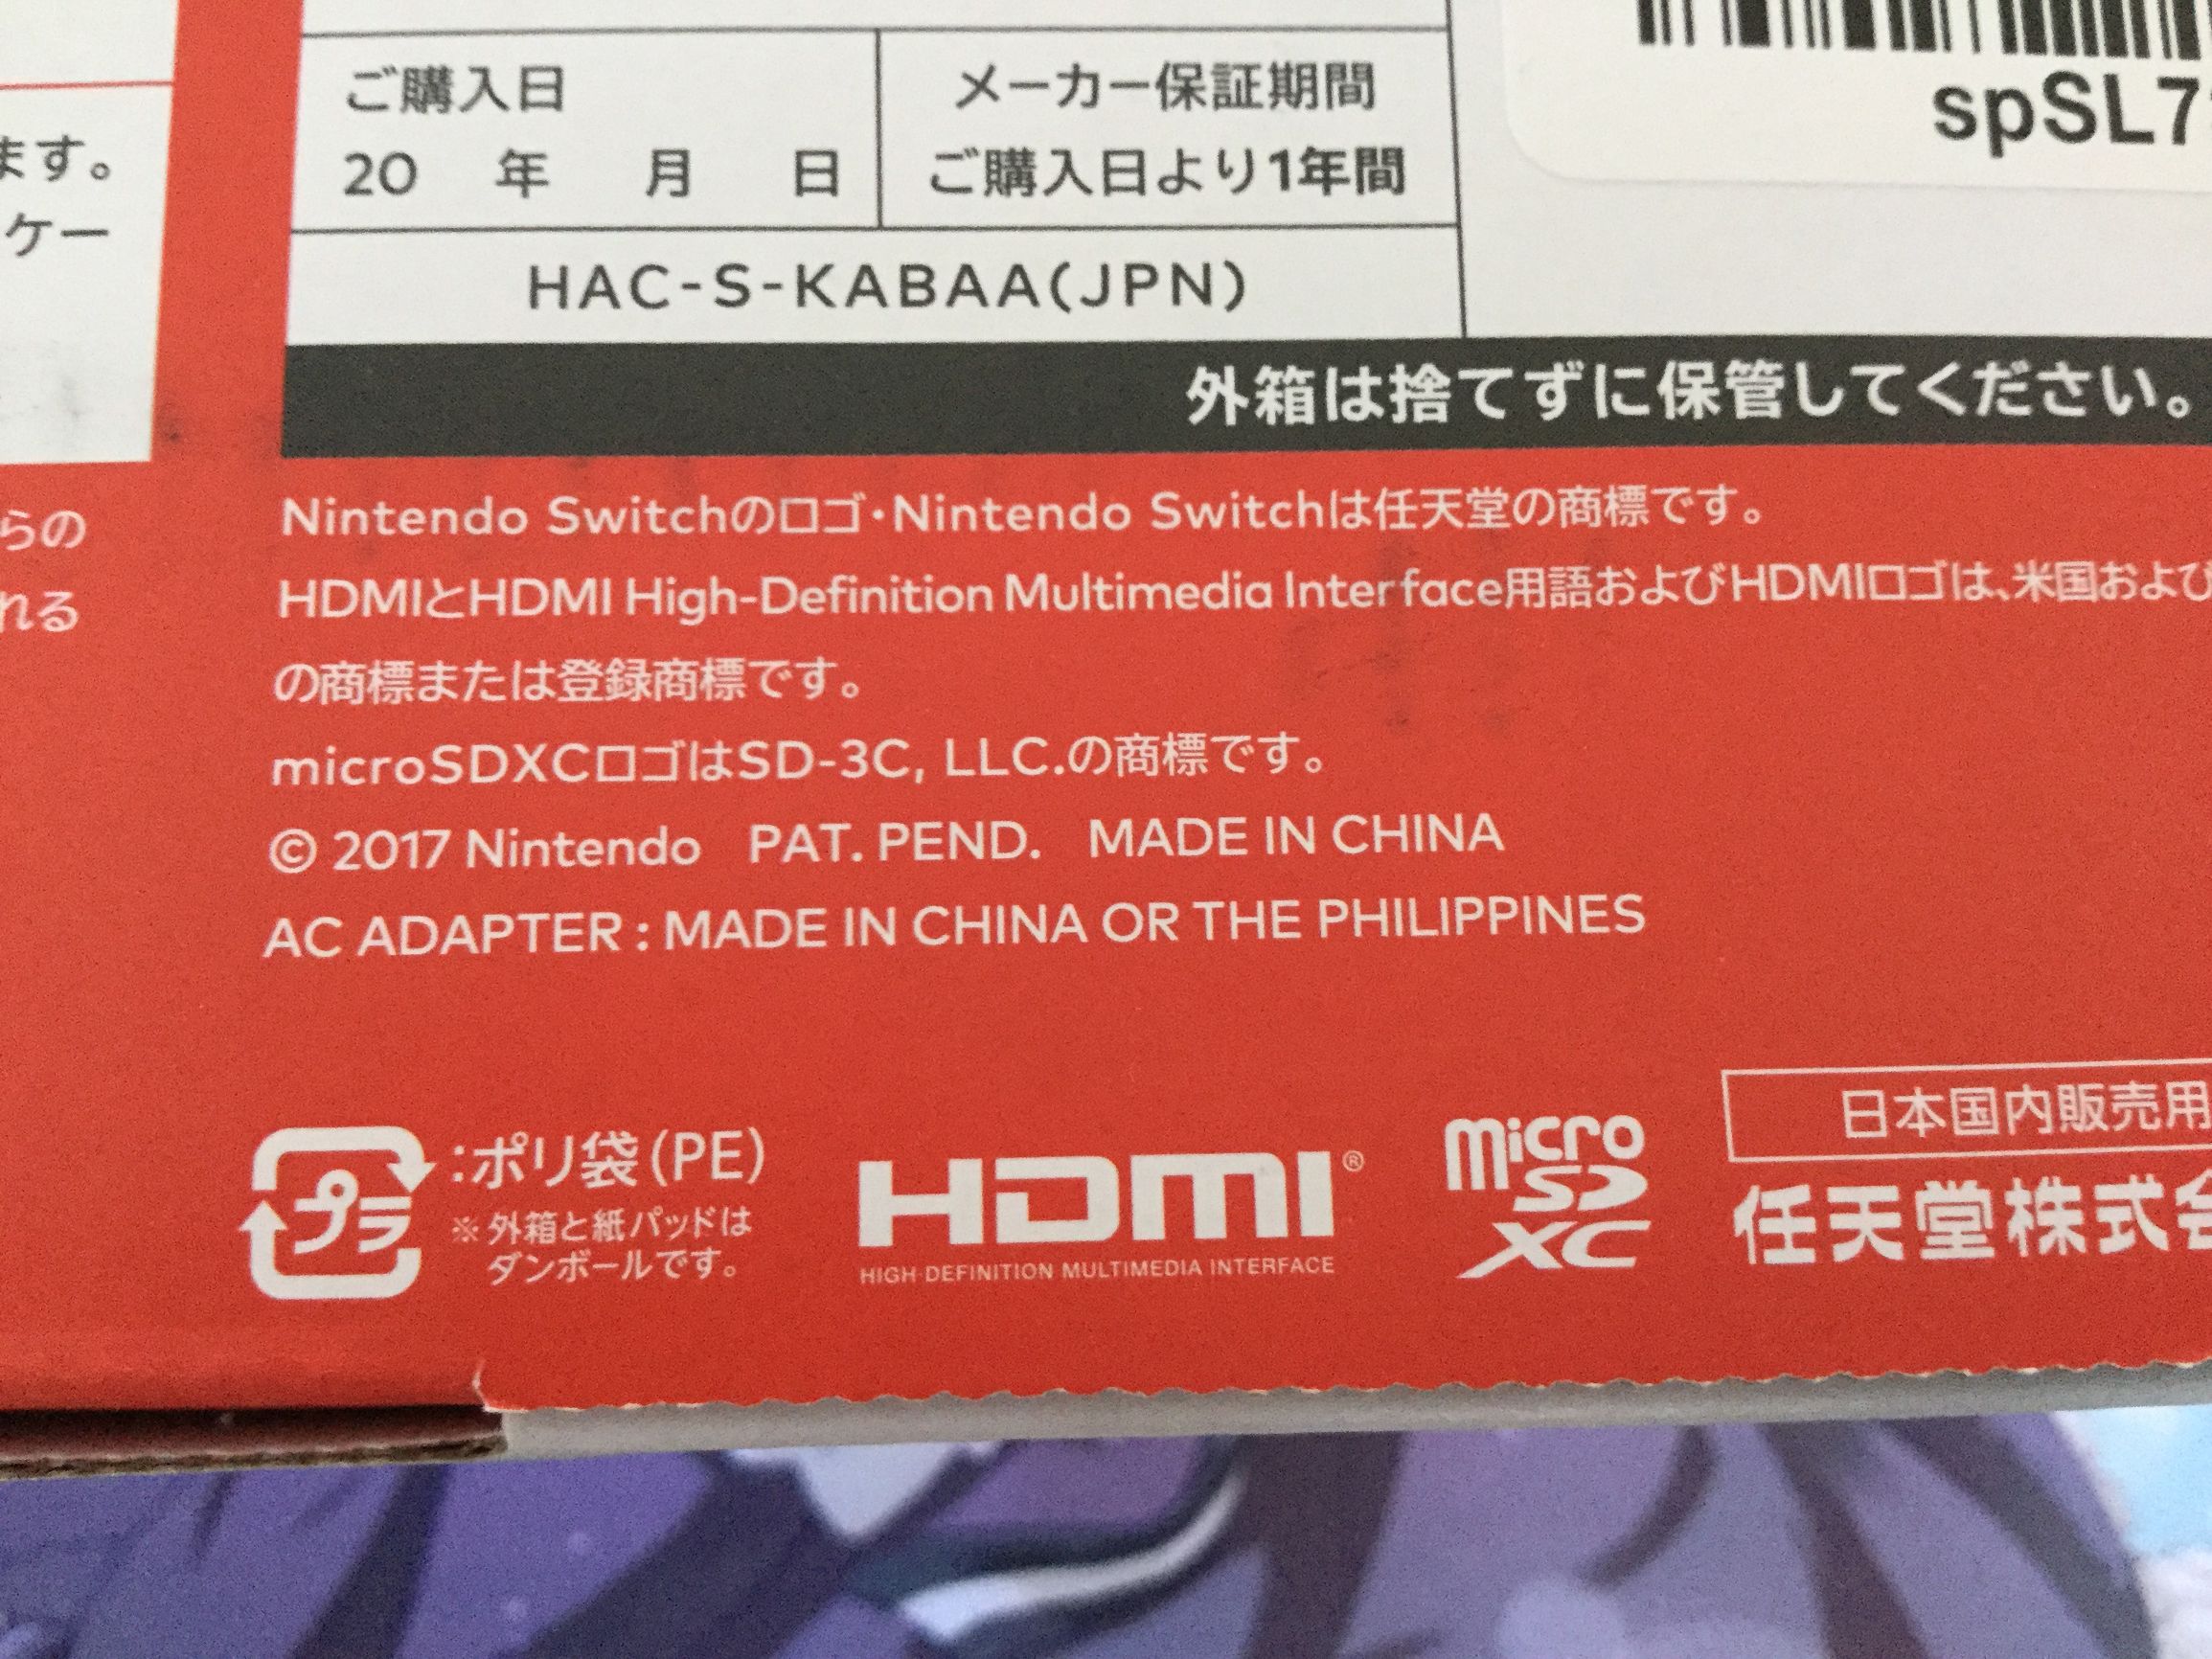 ご購入日
20 年 月 日
メーカー保証期間
ご購入日より1年間
HAC-S-KABAA(JPN)
spSL7
ます。
ケー
外箱は捨てずに保管してください。
らの
れる
Nintendo Switchのロゴ・Nintendo Switchは任天堂の商標です。
HDMIとHDMI High-Definition Multimedia Interface用語およびHDMIロゴは、米国および
の商標または登録商標です。
microSDXCロゴはSD-3C, LLC.の商標です。
© 2017 Nintendo PAT. PEND. MADE IN CHINA
AC ADAPTER : MADE IN CHINA OR THE PHILIPPINES
プラ
:ポリ袋(PE)
※外箱と紙パッドは
ダンボールです。
HDMI®
HIGH-DEFINITION MULTIMEDIA INTERFACE
micro
SD
XC
日本国内販売用
任天堂株式会